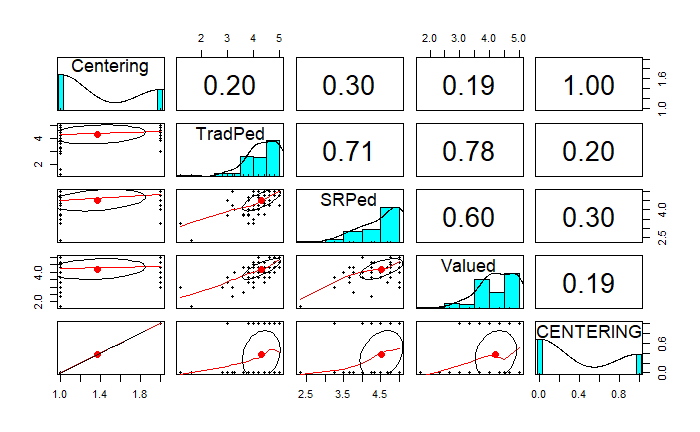 2 3 4 5 2.0 3.0 4.0 5.0
Centering 0.20 0.30 0.19 1.00
1.0 1.6
TradPed 0.71 0.78 0.20
2 4
SRPed 0.60 0.30
2.5 4.0
Valued 0.19
2.0 4.0
CENTERING
0.0 0.6
1.0 1.4 1.8 2.5 3.5 4.5 0.0 0.4 0.8